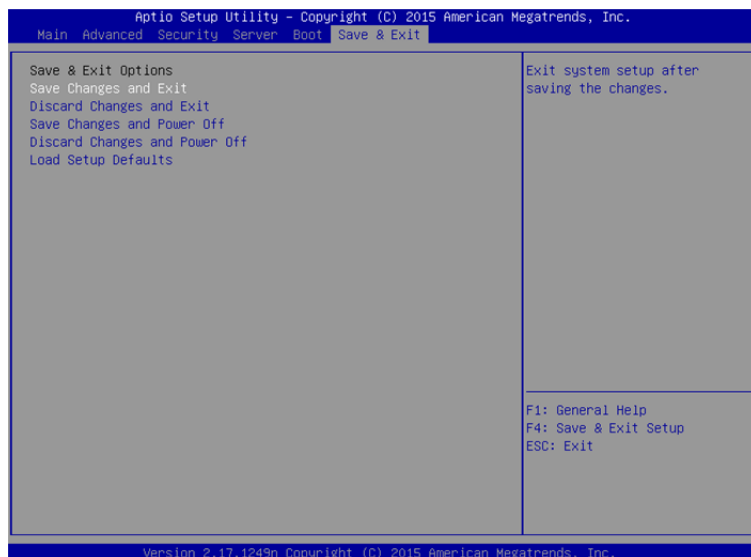 Aptio Setup Utility – Copyright (C) 2015 American Megatrends, Inc.
Main Advanced Security Server Boot Save & Exit
Save & Exit Options
Save Changes and Exit
Discard Changes and Exit
Save Changes and Power Off
Discard Changes and Power Off
Load Setup Defaults
Exit system setup after
saving the changes.
F1: General Help
F4: Save & Exit Setup
ESC: Exit
Version 2.17.1249n Copyright (C) 2015 American Megatrends, Inc.